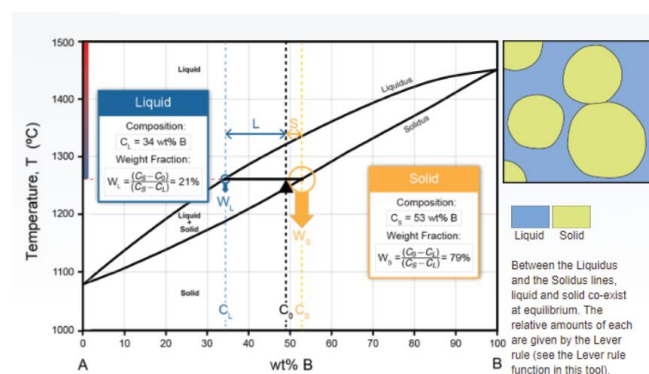 1500
1400
1300
1260
1200
1100
1000
Temperature, T (ºC)
Liquid
Liquidus
Solidus
Liquid
Composition:
C_L = 34 wt% B
Weight Fraction:
W_L = (C_S – C_0) / (C_S – C_L) = 21%
L
S
W_L
W_S
Solid
Composition:
C_S = 53 wt% B
Weight Fraction:
W_S = (C_0 – C_L) / (C_S – C_L) = 79%
Liquid
+
Solid
Solid
C_L
C_0
C_S
0 10 20 30 40 50 60 70 80 90 100
A
wt% B
B
Liquid
Solid
Between the Liquidus
and the Solidus lines,
liquid and solid co-exist
at equilibrium. The
relative amounts of each
are given by the Lever
rule (see the Lever rule
function in this tool).